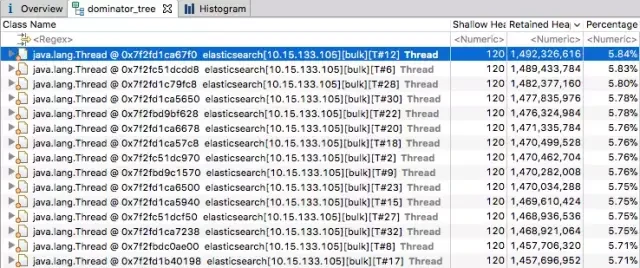 Overview dominator_tree Histogram
Class Name Shallow Hea Retained Heap Percentage
<Regex> <Numeric> <Numeric> <Numeric>
java.lang.Thread @ 0x7f2fd1ca67f0 elasticsearch[10.15.133.105][bulk][T#12] Thread 120 1,492,326,616 5.84%
java.lang.Thread @ 0x7f2fc51dcdd8 elasticsearch[10.15.133.105][bulk][T#6] Thread 120 1,489,433,784 5.83%
java.lang.Thread @ 0x7f2fd1c79fc8 elasticsearch[10.15.133.105][bulk][T#28] Thread 120 1,482,377,160 5.80%
java.lang.Thread @ 0x7f2fd1ca5650 elasticsearch[10.15.133.105][bulk][T#30] Thread 120 1,477,835,976 5.78%
java.lang.Thread @ 0x7f2fbd9bf628 elasticsearch[10.15.133.105][bulk][T#22] Thread 120 1,476,324,984 5.78%
java.lang.Thread @ 0x7f2fd1ca6678 elasticsearch[10.15.133.105][bulk][T#20] Thread 120 1,471,335,784 5.76%
java.lang.Thread @ 0x7f2fd1ca57c8 elasticsearch[10.15.133.105][bulk][T#18] Thread 120 1,470,499,528 5.76%
java.lang.Thread @ 0x7f2fc51dc970 elasticsearch[10.15.133.105][bulk][T#2] Thread 120 1,470,462,704 5.76%
java.lang.Thread @ 0x7f2fbd9c1570 elasticsearch[10.15.133.105][bulk][T#9] Thread 120 1,470,282,008 5.76%
java.lang.Thread @ 0x7f2fd1ca6500 elasticsearch[10.15.133.105][bulk][T#23] Thread 120 1,470,034,288 5.75%
java.lang.Thread @ 0x7f2fd1ca5940 elasticsearch[10.15.133.105][bulk][T#15] Thread 120 1,469,610,424 5.75%
java.lang.Thread @ 0x7f2fc51dcf50 elasticsearch[10.15.133.105][bulk][T#27] Thread 120 1,468,936,536 5.75%
java.lang.Thread @ 0x7f2fd1ca7238 elasticsearch[10.15.133.105][bulk][T#32] Thread 120 1,468,921,064 5.75%
java.lang.Thread @ 0x7f2fbdc0ae00 elasticsearch[10.15.133.105][bulk][T#8] Thread 120 1,457,706,320 5.71%
java.lang.Thread @ 0x7f2fd1b40198 elasticsearch[10.15.133.105][bulk][T#17] Thread 120 1,457,696,952 5.71%